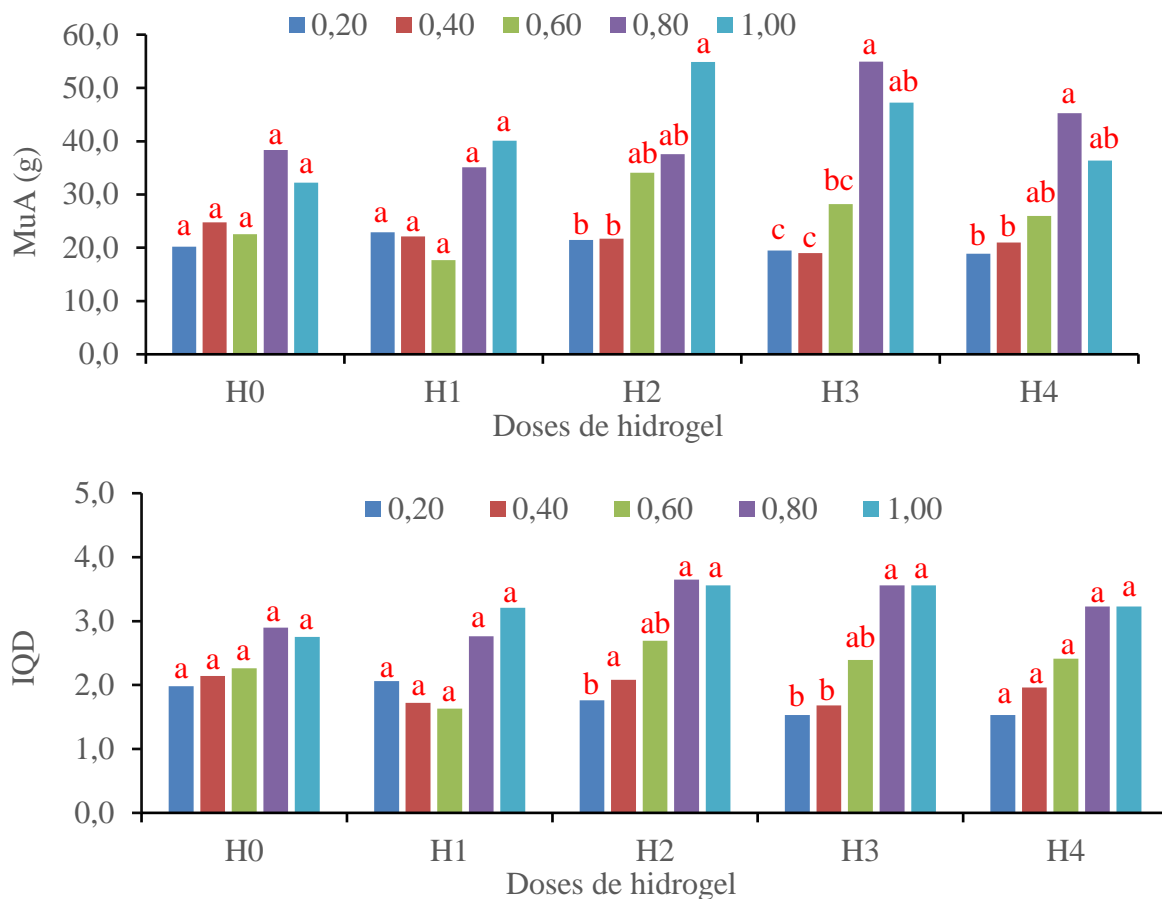 0,20 0,40 0,60 0,80 1,00
MuA (g)
60,0
50,0
40,0
30,0
20,0
10,0
0,0
a a a a a
a a a a a
b b ab ab a
c c bc a ab
b b ab a ab
H0 H1 H2 H3 H4
Doses de hidrogel
0,20 0,40 0,60 0,80 1,00
IQD
5,0
4,0
3,0
2,0
1,0
0,0
a a a a a
a a a a a
b a ab a a
b b ab a a
a a a a a
H0 H1 H2 H3 H4
Doses de hidrogel